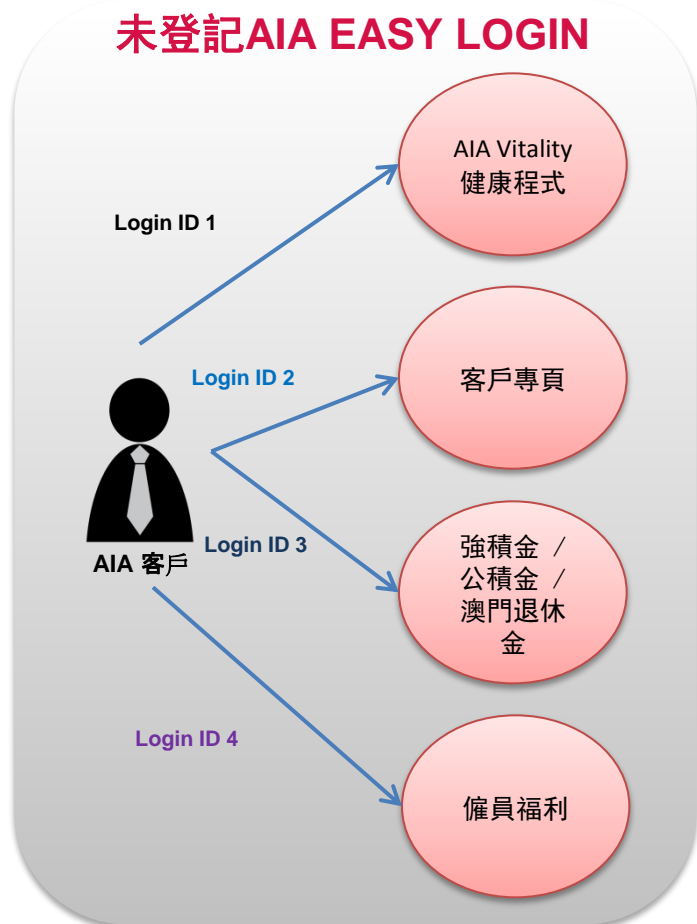 未登記AIA EASY LOGIN
AIA Vitality
健康程式
Login ID 1
Login ID 2
客戶專頁
AIA 客戶
Login ID 3
強積金 /
公積金 /
澳門退休
金
Login ID 4
僱員福利